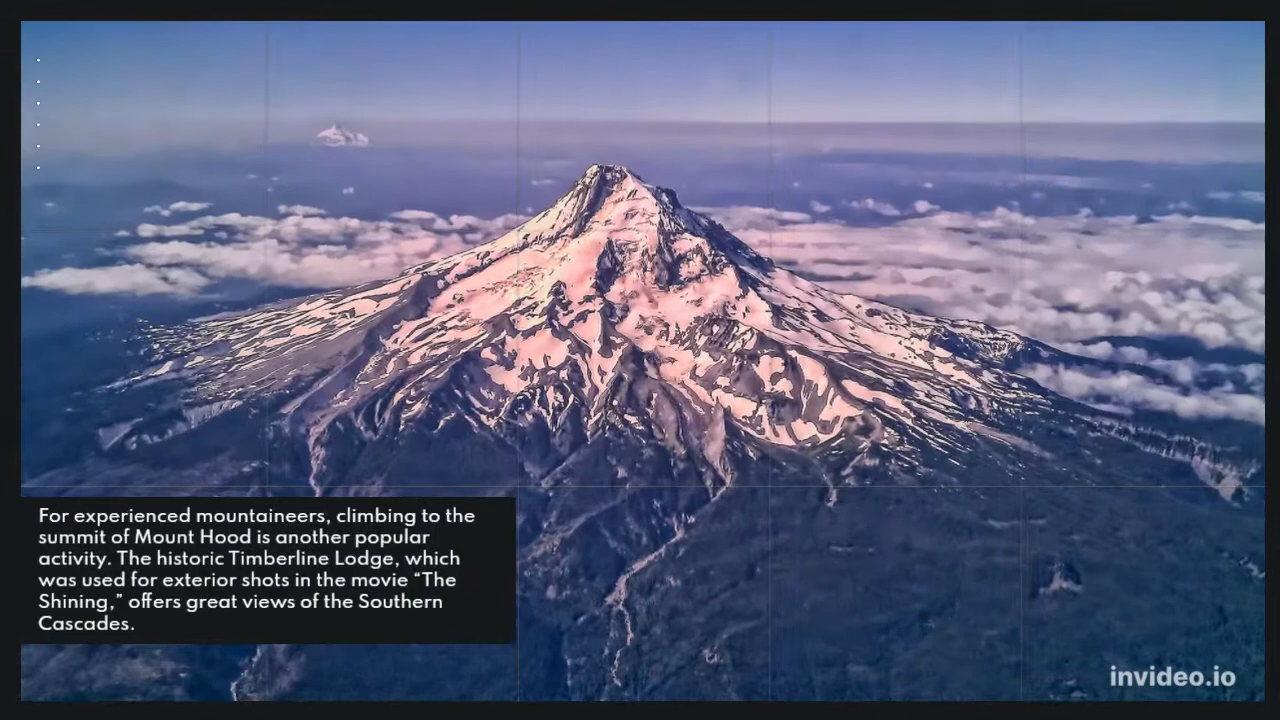 For experienced mountaineers, climbing to the
summit of Mount Hood is another popular
activity. The historic Timberline Lodge, which
was used for exterior shots in the movie “The
Shining,” offers great views of the Southern
Cascades.
invideo.io